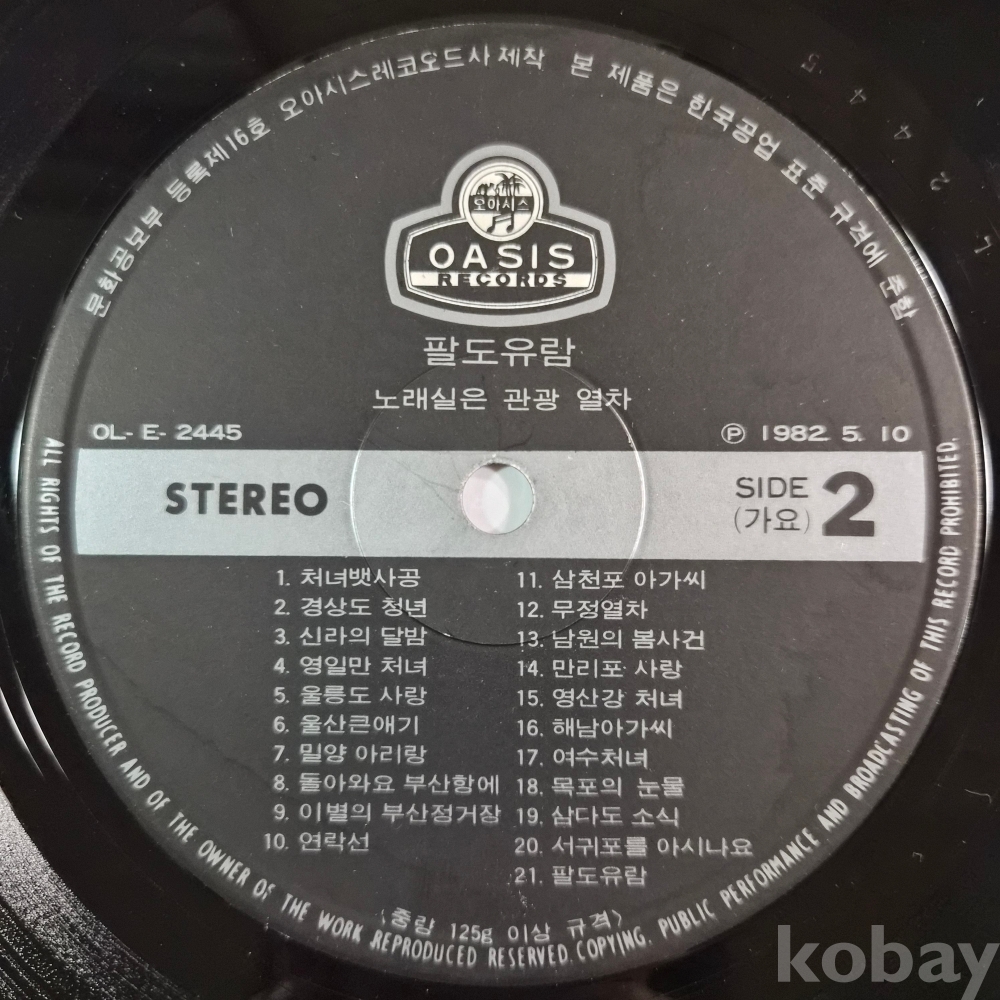 문화공보부 등록제16호 오아시스레코오드사 제작 본 제품은 한국공업 표준 규격에 준함
오아시스
OASIS
RECORDS
팔도유람
노래실은 관광 열차
OL-E-2445
Ⓟ 1982. 5. 10
STEREO
SIDE 2
(가요)
1. 처녀뱃사공
2. 경상도 청년
3. 신라의 달밤
4. 영일만 처녀
5. 울릉도 사랑
6. 울산큰애기
7. 밀양 아리랑
8. 돌아와요 부산항에
9. 이별의 부산정거장
10. 연락선
11. 삼천포 아가씨
12. 무정열차
13. 남원의 봄사건
14. 만리포 사랑
15. 영산강 처녀
16. 해남아가씨
17. 여수처녀
18. 목포의 눈물
19. 삼다도 소식
20. 서귀포를 아시나요
21. 팔도유람
〈중량 125g 이상 규격〉
ALL RIGHTS OF THE RECORD PRODUCER AND OF THE OWNER OF THE WORK REPRODUCED RESERVED. COPYING, PUBLIC PERFORMANCE AND BROADCASTING OF THIS RECORD PROHIBITED.
kobay